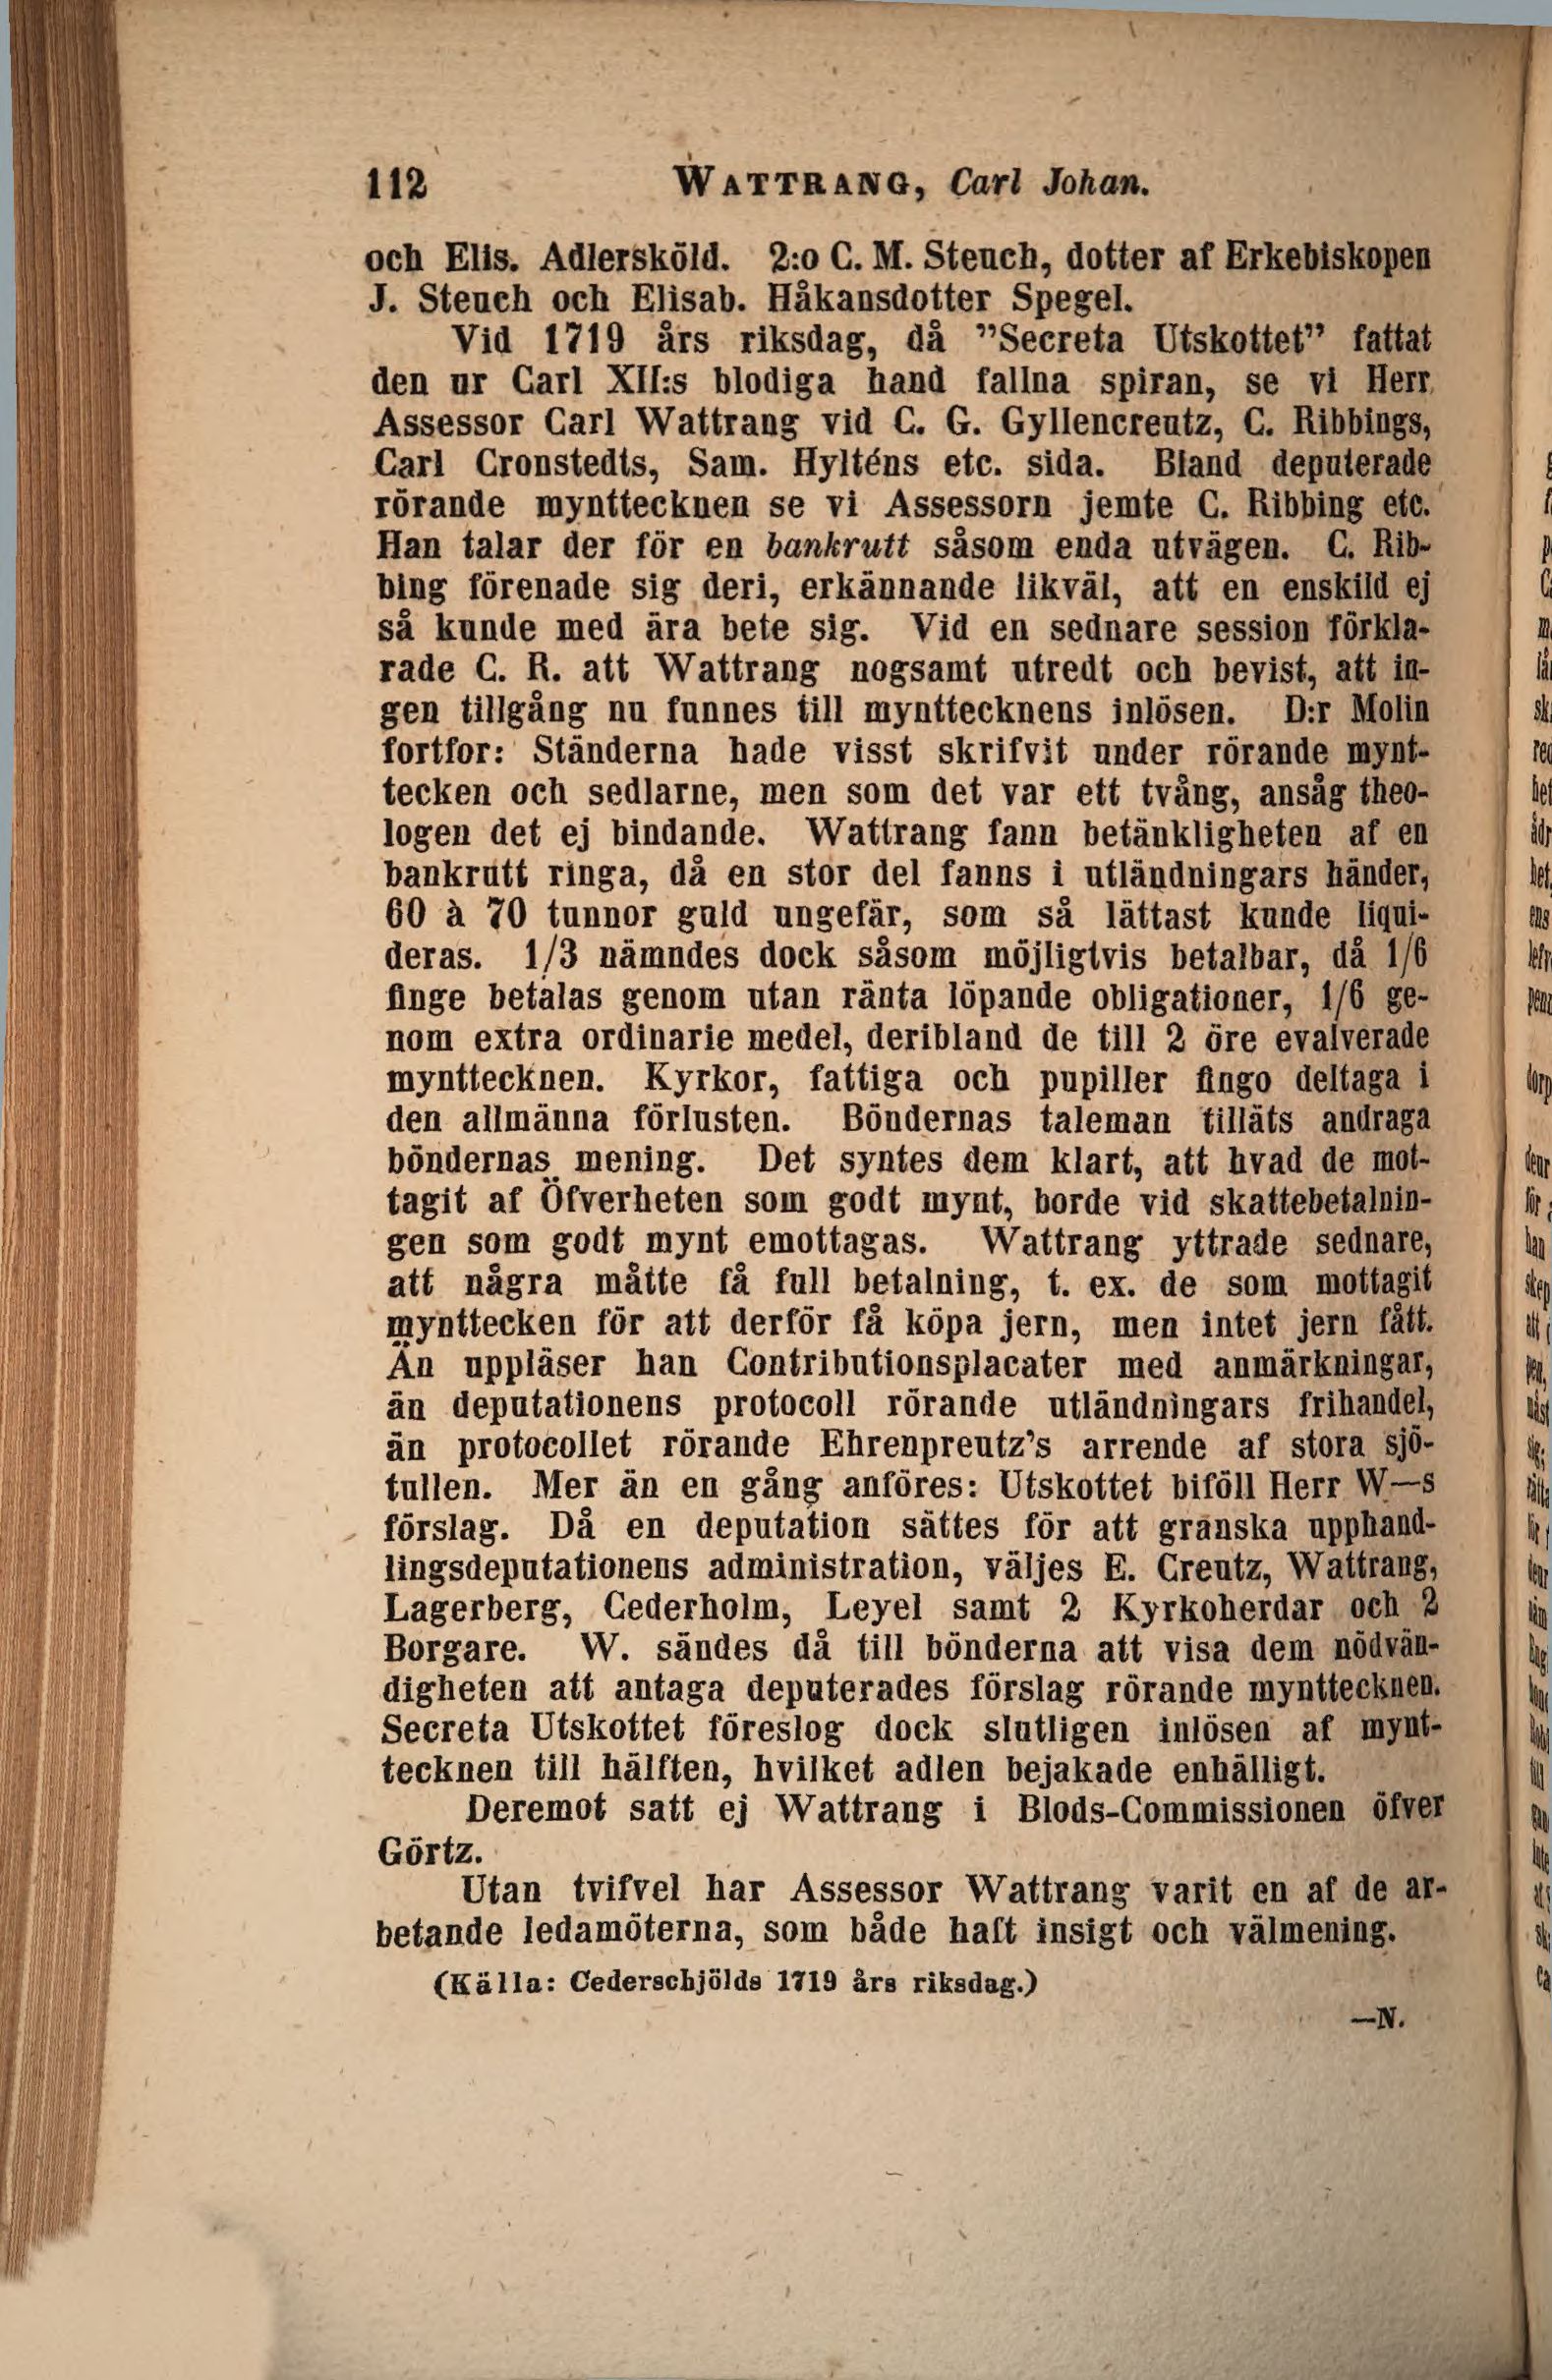 112 WATTRANG, Carl Johan.
och Elis. Adlersköld. 2:o C. M. Steuch, dotter af Erkebiskopen
J. Steuch och Elisab. Håkansdotter Spegel.
Vid 1719 års riksdag, då ”Secreta Utskottet” fattat
den ur Carl XII:s blodiga hand fallna spiran, se vi Herr
Assessor Carl Wattrang vid C. G. Gyllencreutz, C. Ribbings,
Carl Cronstedts, Sam. Hylténs etc. sida. Bland deputerade
rörande myntteck­nen se vi Assessorn jemte C. Ribbing etc.
Han talar der för en bankrutt såsom enda utvägen. C. Rib-
bing förenade sig deri, erkännande likväl, att en enskild ej
så kunde med ära bete sig. Vid en sednare session förkla-
rade C. R. att Wattrang nogsamt utredt och bevist, att in-
gen tillgång nu funnes till myntteck­nens inlösen. D:r Molin
fortfor: Ständerna hade visst skrifvit under rörande mynt-
tecken och sedlarne, men som det var ett tvång, ansåg theo-
logen det ej bindande. Wattrang fann betänkligheten af en
bankrutt ringa, då en stor del fanns i utländningars händer,
60 à 70 tunnor guld ungefär, som så lättast kunde liqui-
deras. 1/3 nämndes dock såsom möjligtvis betalbar, då 1/6
finge betalas genom utan ränta löpande obligationer, 1/6 ge-
nom extra ordinarie medel, deribland de till 2 öre evalverade
myntteck­nen. Kyrkor, fattiga och pupiller fingo deltaga i
den allmänna förlusten. Böndernas taleman tilläts andraga
böndernas mening. Det syntes dem klart, att hvad de mot-
tagit af Öfverheten som godt mynt, borde vid skattebetalnin-
gen som godt mynt emottagas. Wattrang yttrade sednare,
att några måtte få full betalning, t. ex. de som mottagit
mynttecken för att derför få köpa jern, men intet jern fått.
Än uppläser han Contributionsplacater med anmärkningar,
än deputationens protocoll rörande utländningars frihandel,
än protocollet rörande Ehrenpreutz's arrende af stora sjö-
tullen. Mer än en gång anföres: Utskottet biföll Herr W—s
förslag. Då en deputation sättes för att granska upphand-
lingsdeputationens administration, väljes E. Creutz, Wattrang,
Lagerberg, Cederholm, Leyel samt 2 Kyrkoherdar och 2
Borgare. W. sändes då till bönderna att visa dem nödvän-
digheten att antaga deputerades förslag rörande myntteck­nen.
Secreta Utskottet föreslog dock slutligen inlösen af mynt-
tecknen till hälften, hvilket adlen bejakade enhälligt.
Deremot satt ej Wattrang i Blods-Commissionen öfver
Görtz.
Utan tvifvel har Assessor Wattrang varit en af de ar-
betande ledamöterna, som både haft insigt och välmening.
(Källa: Cederschjölds 1719 års riksdag.)
—N.